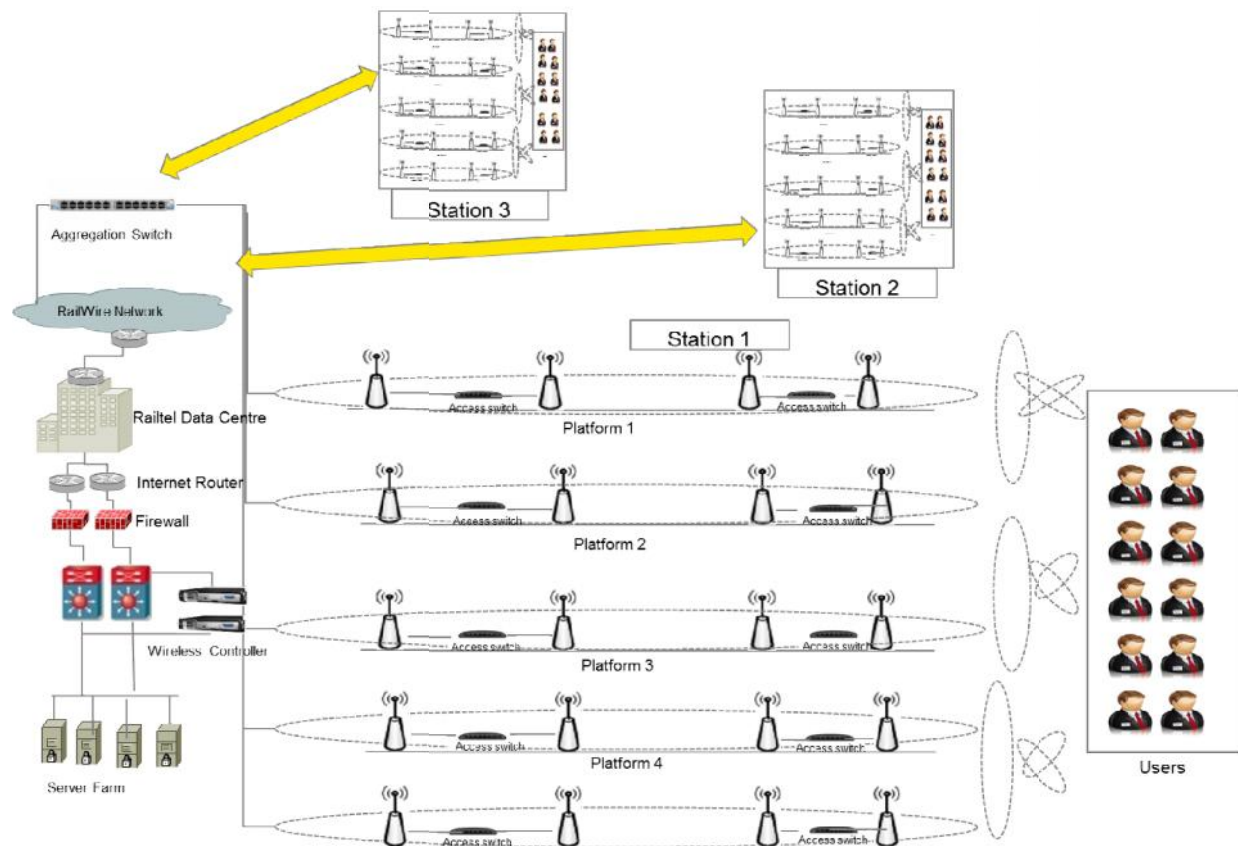 Station 3
Station 2
Aggregation Switch
RailWire Network
Station 1
Access switch
Access switch
Platform 1
Railtel Data Centre
Internet Router
Access switch
Access switch
Firewall
Platform 2
Access switch
Access switch
Wireless Controller
Platform 3
Access switch
Access switch
Platform 4
Users
Server Farm
Access switch
Access switch